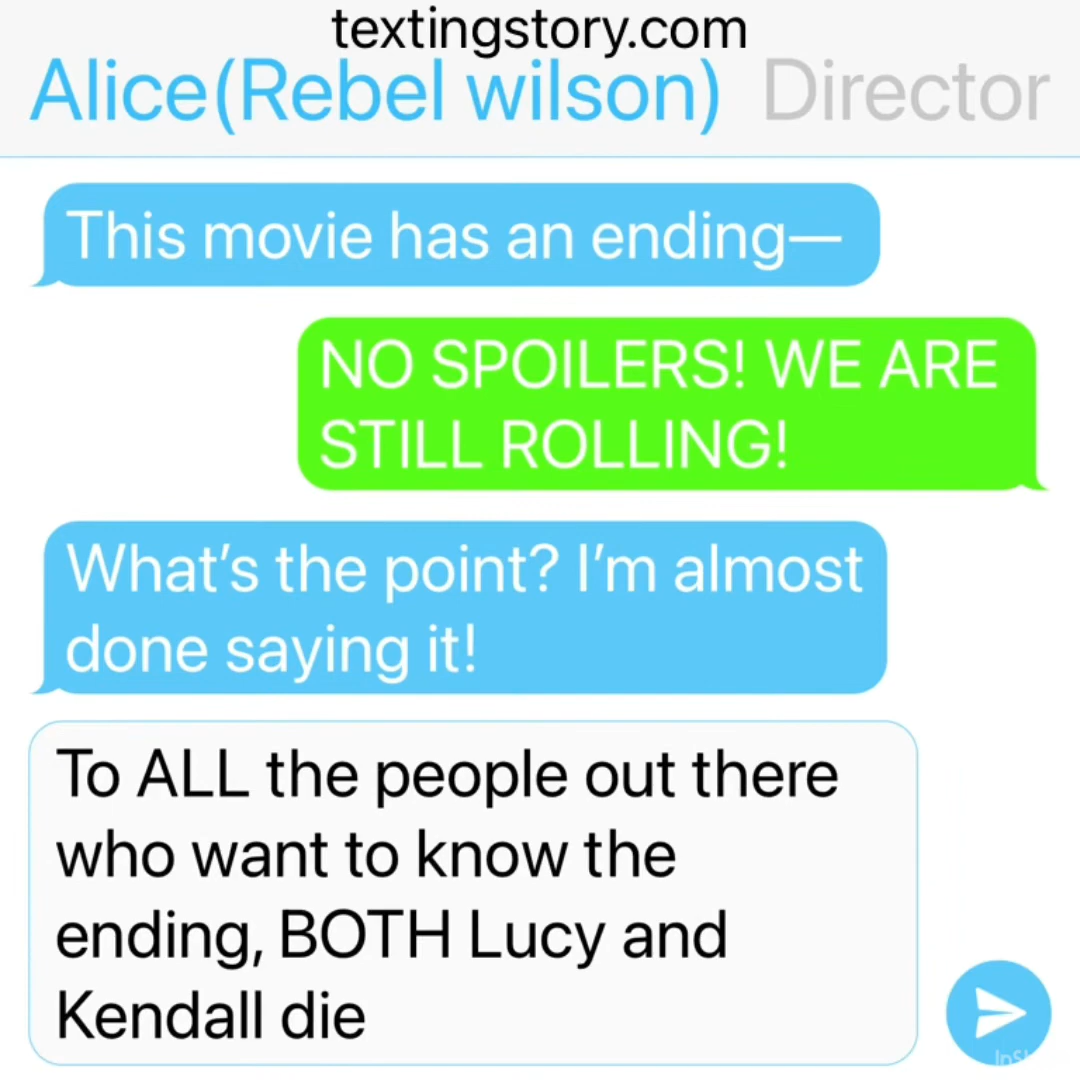 textingstory.com
Alice(Rebel wilson) Director
This movie has an ending—
NO SPOILERS! WE ARE
STILL ROLLING!
What’s the point? I’m almost
done saying it!
To ALL the people out there
who want to know the
ending, BOTH Lucy and
Kendall die